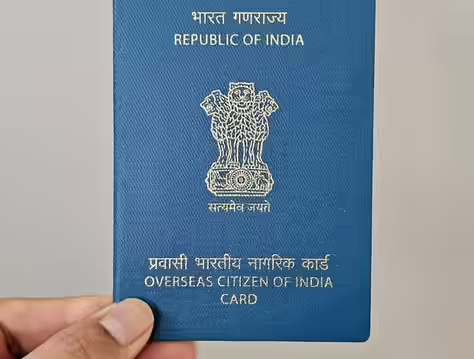 भारत गणराज्य
REPUBLIC OF INDIA
सत्यमेव जयते
प्रवासी भारतीय नागरिक कार्ड
OVERSEAS CITIZEN OF INDIA
CARD